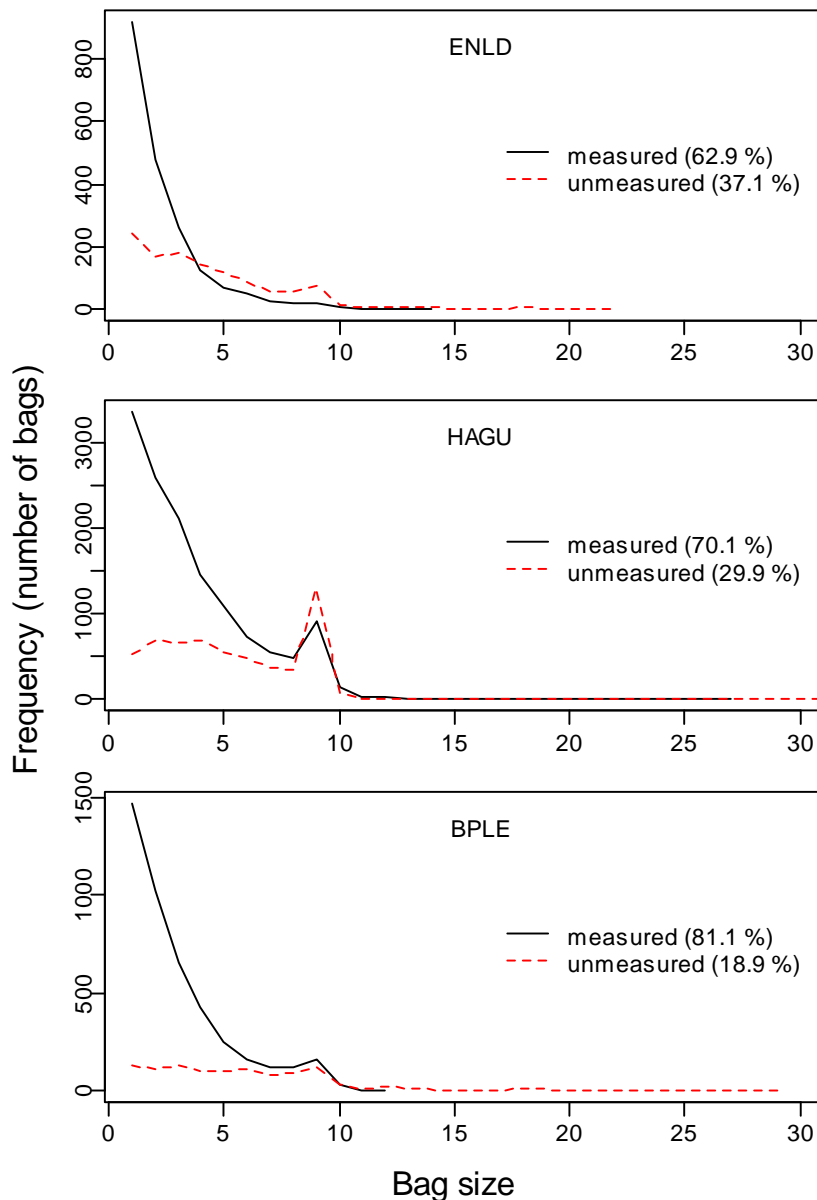 Frequency (number of bags)
ENLD
measured (62.9 %)
unmeasured (37.1 %)
800
600
400
200
0
0 5 10 15 20 25 30
HAGU
measured (70.1 %)
unmeasured (29.9 %)
3000
2000
1000
0
0 5 10 15 20 25 30
BPLE
measured (81.1 %)
unmeasured (18.9 %)
1500
1000
500
0
0 5 10 15 20 25 30
Bag size